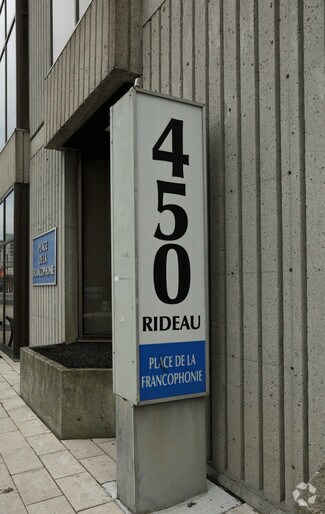 4
5
0
RIDEAU
PLACE DE LA
FRANCOPHONIE
PLACE
DE LA
FRANCOPHONIE